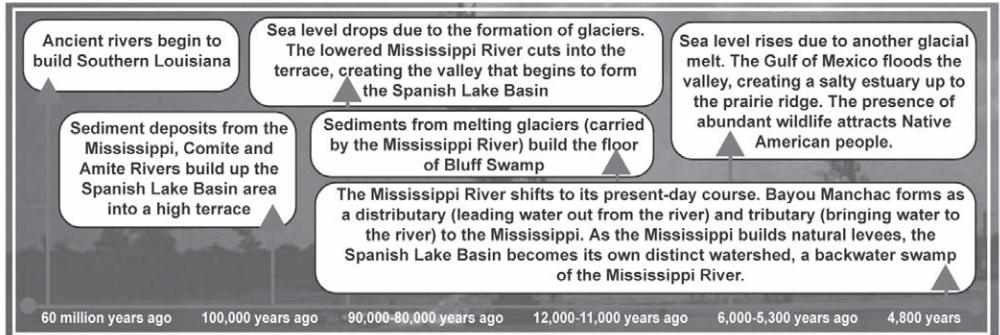 Ancient rivers begin to
build Southern Louisiana
Sediment deposits from the
Mississippi, Comite and
Amite Rivers build up the
Spanish Lake Basin area
into a high terrace
Sea level drops due to the formation of glaciers.
The lowered Mississippi River cuts into the
terrace, creating the valley that begins to form
the Spanish Lake Basin
Sediments from melting glaciers (carried
by the Mississippi River) build the floor
of Bluff Swamp
Sea level rises due to another glacial
melt. The Gulf of Mexico floods the
valley, creating a salty estuary up to
the prairie ridge. The presence of
abundant wildlife attracts Native
American people.
The Mississippi River shifts to its present-day course. Bayou Manchac forms as
a distributary (leading water out from the river) and tributary (bringing water to
the river) to the Mississippi. As the Mississippi builds natural levees, the
Spanish Lake Basin becomes its own distinct watershed, a backwater swamp
of the Mississippi River.
60 million years ago 100,000 years ago 90,000-80,000 years ago 12,000-11,000 years ago 6,000-5,300 years ago 4,800 years